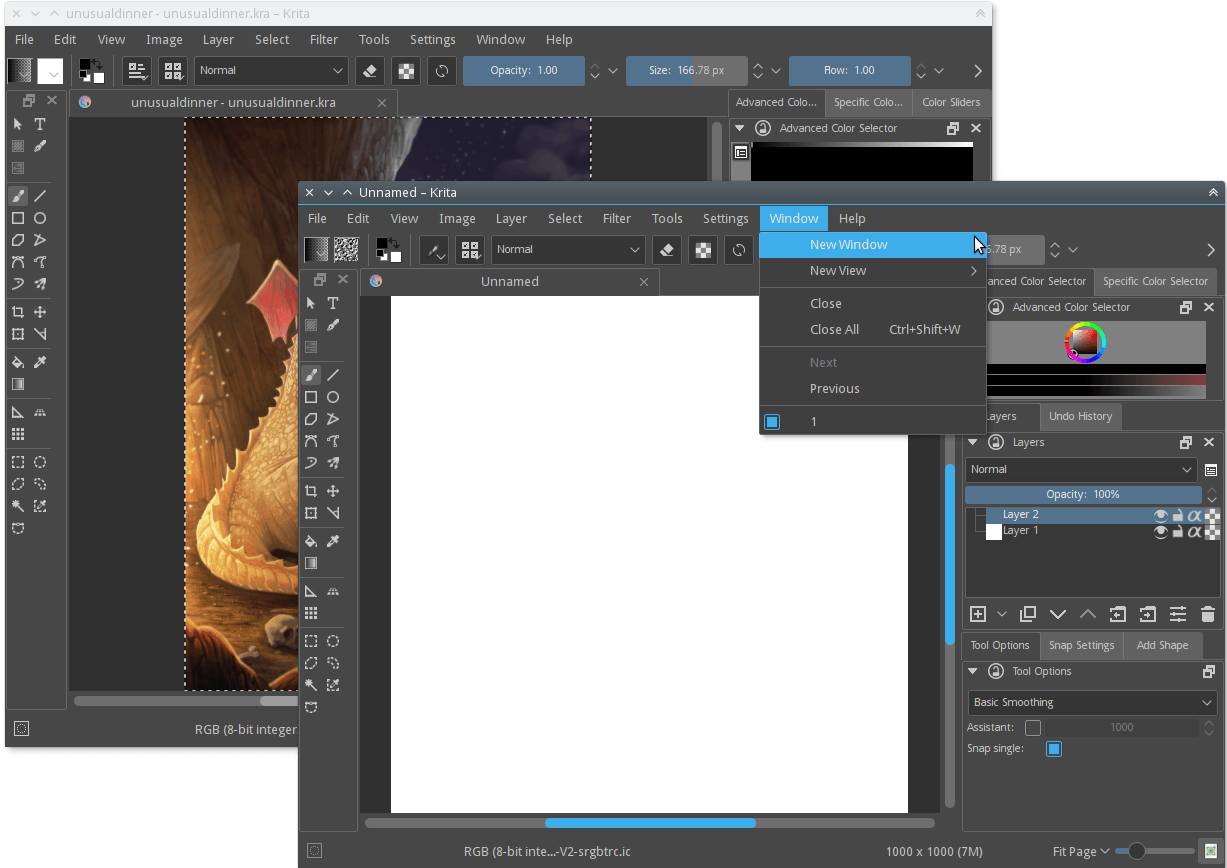 unusualdinner - unusualdinner.kra – Krita
File Edit View Image Layer Select Filter Tools Settings Window Help
Normal Opacity: 1.00 Size: 166.78 px Flow: 1.00
unusualdinner - unusualdinner.kra
Advanced Colo... Specific Colo... Color Sliders
Advanced Color Selector
RGB (8-bit integer
Unnamed – Krita
File Edit View Image Layer Select Filter Tools Settings Window Help
Normal 6.78 px
Unnamed
New Window
New View
Close
Close All Ctrl+Shift+W
Next
Previous
1
anced Color Selector Specific Color Selector
Advanced Color Selector
ayers Undo History
Layers
Normal
Opacity: 100%
Layer 2
Layer 1
Tool Options Snap Settings Add Shape
Tool Options
Basic Smoothing
Assistant: 1000
Snap single:
RGB (8-bit inte...-V2-srgbtrc.ic 1000 x 1000 (7M) Fit Page